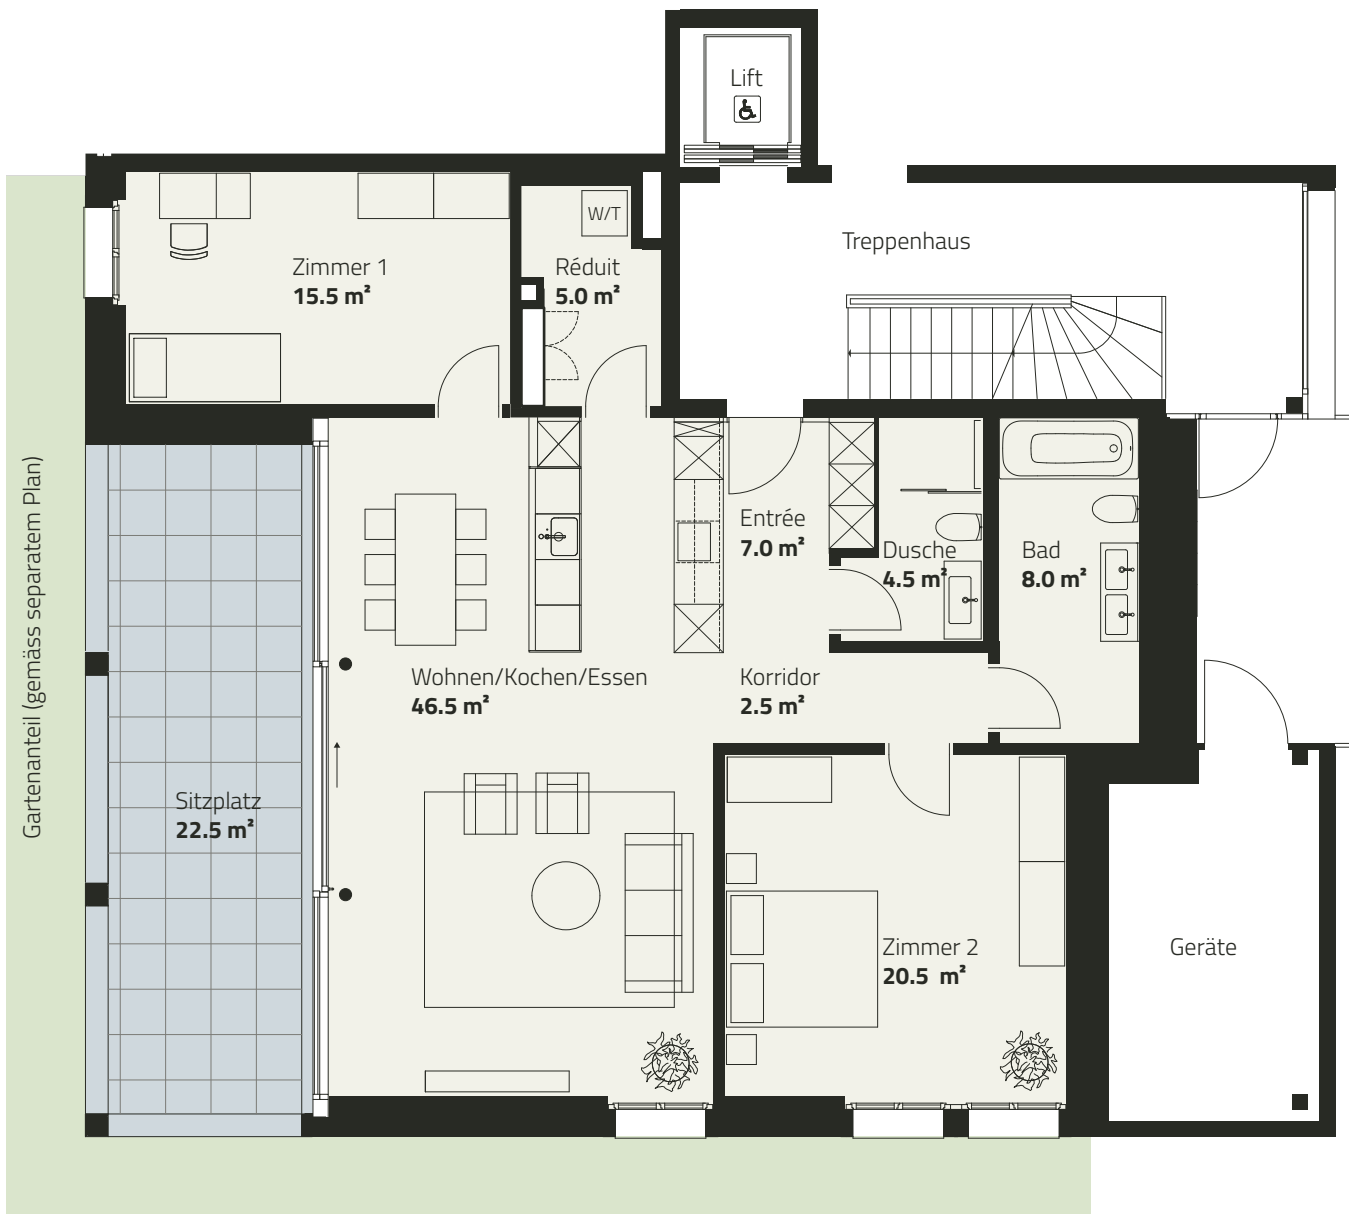 Lift
W/T
Treppenhaus
Zimmer 1
15.5 m²
Réduit
5.0 m²
Gartenanteil (gemäss separatem Plan)
Entrée
7.0 m²
Dusche
4.5 m²
Bad
8.0 m²
Wohnen/Kochen/Essen
46.5 m²
Korridor
2.5 m²
Sitzplatz
22.5 m²
Zimmer 2
20.5 m²
Geräte